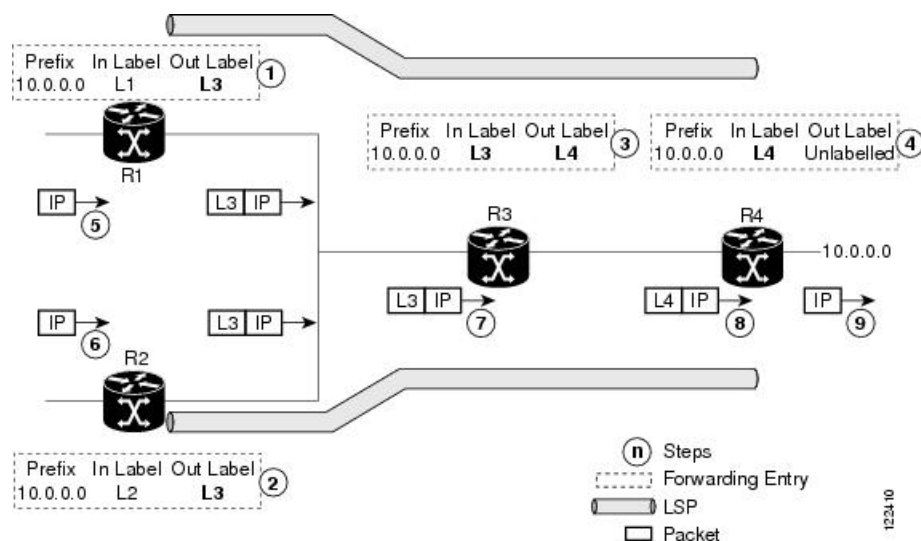 Prefix In Label Out Label
10.0.0.0 L1 L3
1
R1
Prefix In Label Out Label
10.0.0.0 L3 L4
3
Prefix In Label Out Label
10.0.0.0 L4 Unlabelled
4
IP
5
L3 IP
R3
R4
10.0.0.0
IP
6
L3 IP
L3 IP
7
L4 IP
8
IP
9
R2
Prefix In Label Out Label
10.0.0.0 L2 L3
2
n Steps
Forwarding Entry
LSP
Packet
122410